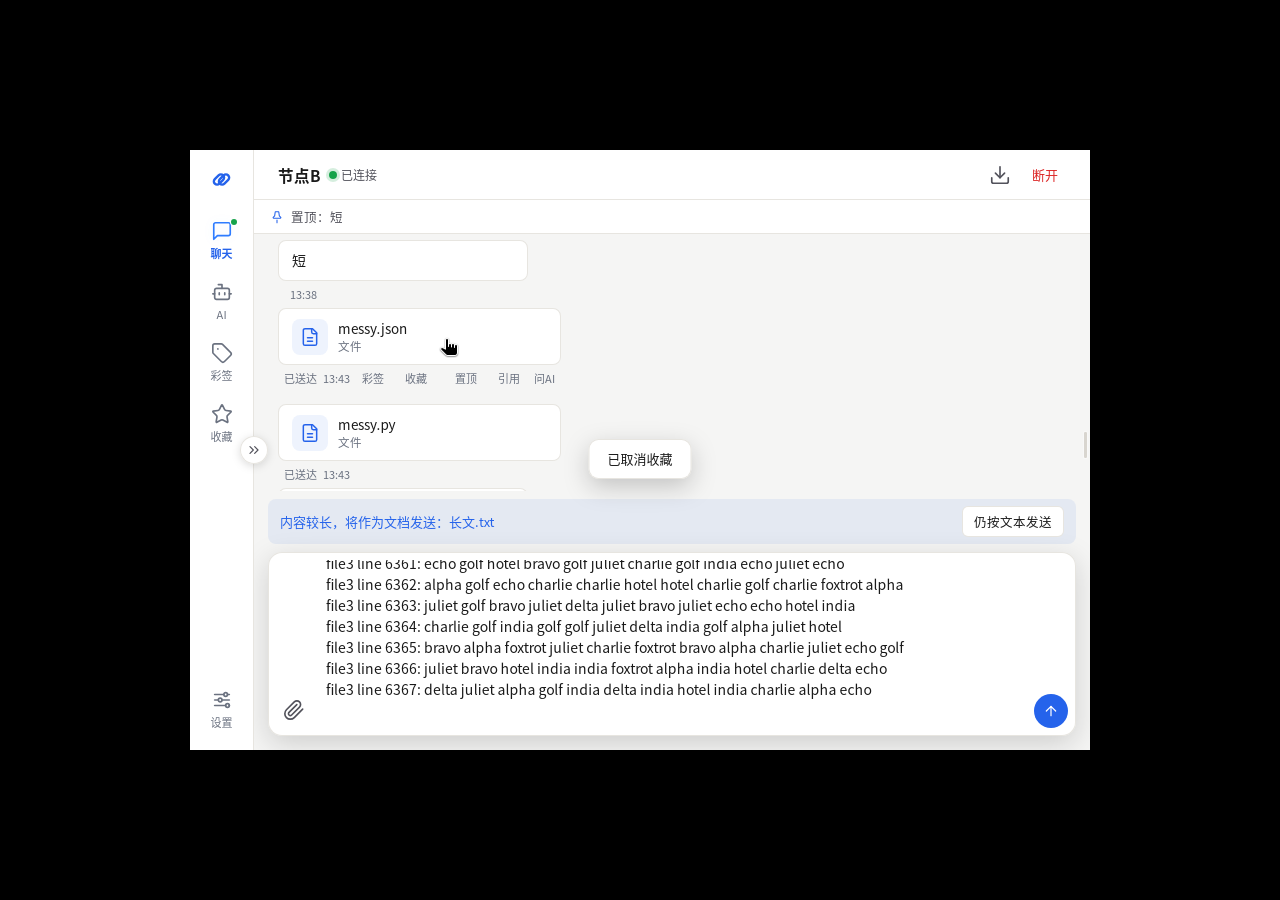 节点B 已连接
断开
置顶：短
聊天
AI
彩签
收藏
设置
短
13:38
messy.json
文件
已送达 13:43 彩签 收藏 置顶 引用 问AI
messy.py
文件
已送达 13:43
已取消收藏
内容较长，将作为文档发送：长文.txt
仍按文本发送
file3 line 6361: echo golf hotel bravo golf juliet charlie golf india echo juliet echo
file3 line 6362: alpha golf echo charlie charlie hotel hotel charlie golf charlie foxtrot alpha
file3 line 6363: juliet golf bravo juliet delta juliet bravo juliet echo echo hotel india
file3 line 6364: charlie golf india golf golf juliet delta india golf alpha juliet hotel
file3 line 6365: bravo alpha foxtrot juliet charlie foxtrot bravo alpha charlie juliet echo golf
file3 line 6366: juliet bravo hotel india india foxtrot alpha india hotel charlie delta echo
file3 line 6367: delta juliet alpha golf india delta india hotel india charlie alpha echo